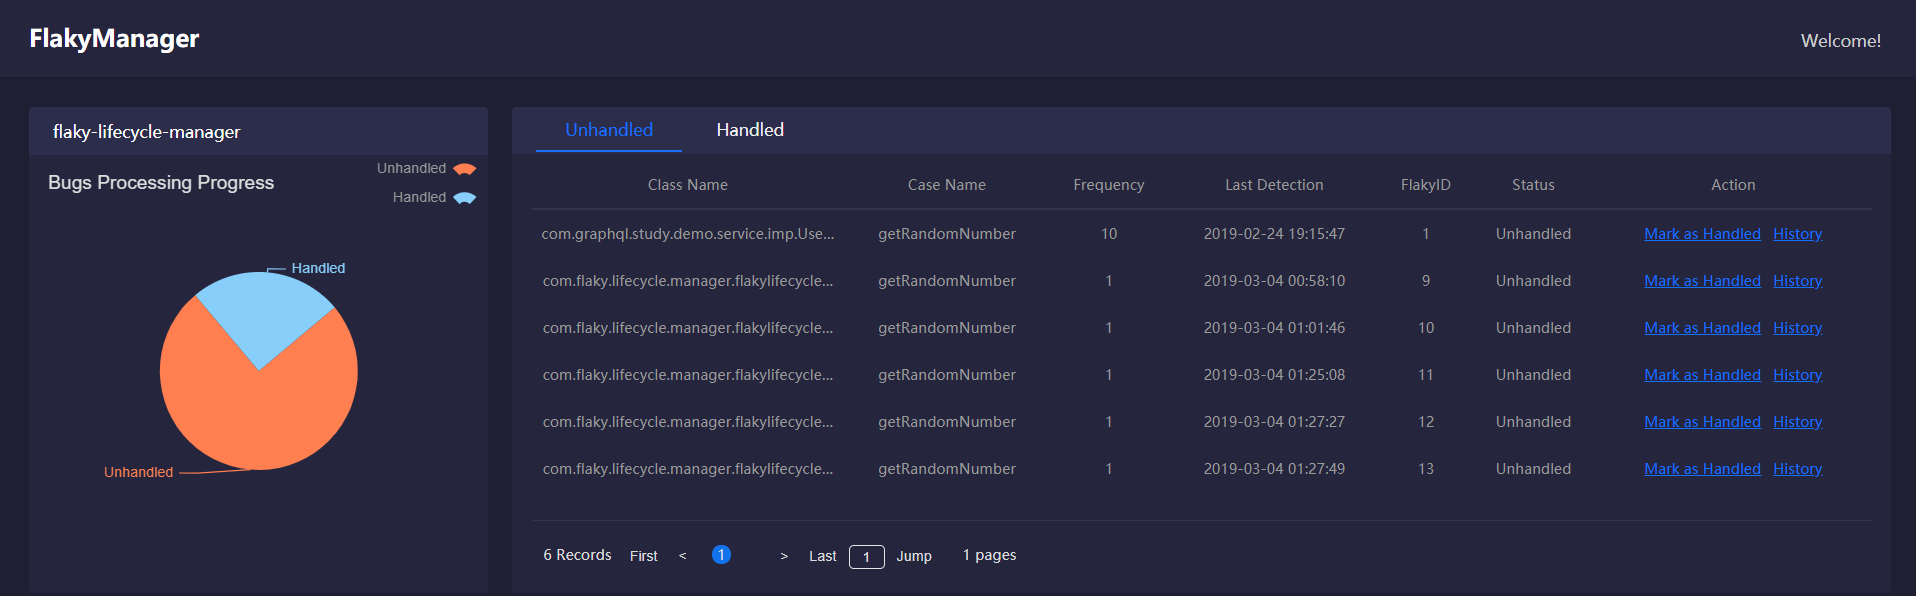 FlakyManager
Welcome!
flaky-lifecycle-manager
Bugs Processing Progress
Unhandled
Handled
Handled
Unhandled
Unhandled Handled
Class Name Case Name Frequency Last Detection FlakyID Status Action
com.graphql.study.demo.service.imp.Use... getRandomNumber 10 2019-02-24 19:15:47 1 Unhandled Mark as Handled History
com.flaky.lifecycle.manager.flakylifecycle... getRandomNumber 1 2019-03-04 00:58:10 9 Unhandled Mark as Handled History
com.flaky.lifecycle.manager.flakylifecycle... getRandomNumber 1 2019-03-04 01:01:46 10 Unhandled Mark as Handled History
com.flaky.lifecycle.manager.flakylifecycle... getRandomNumber 1 2019-03-04 01:25:08 11 Unhandled Mark as Handled History
com.flaky.lifecycle.manager.flakylifecycle... getRandomNumber 1 2019-03-04 01:27:27 12 Unhandled Mark as Handled History
com.flaky.lifecycle.manager.flakylifecycle... getRandomNumber 1 2019-03-04 01:27:49 13 Unhandled Mark as Handled History
6 Records First < 1 > Last 1 Jump 1 pages